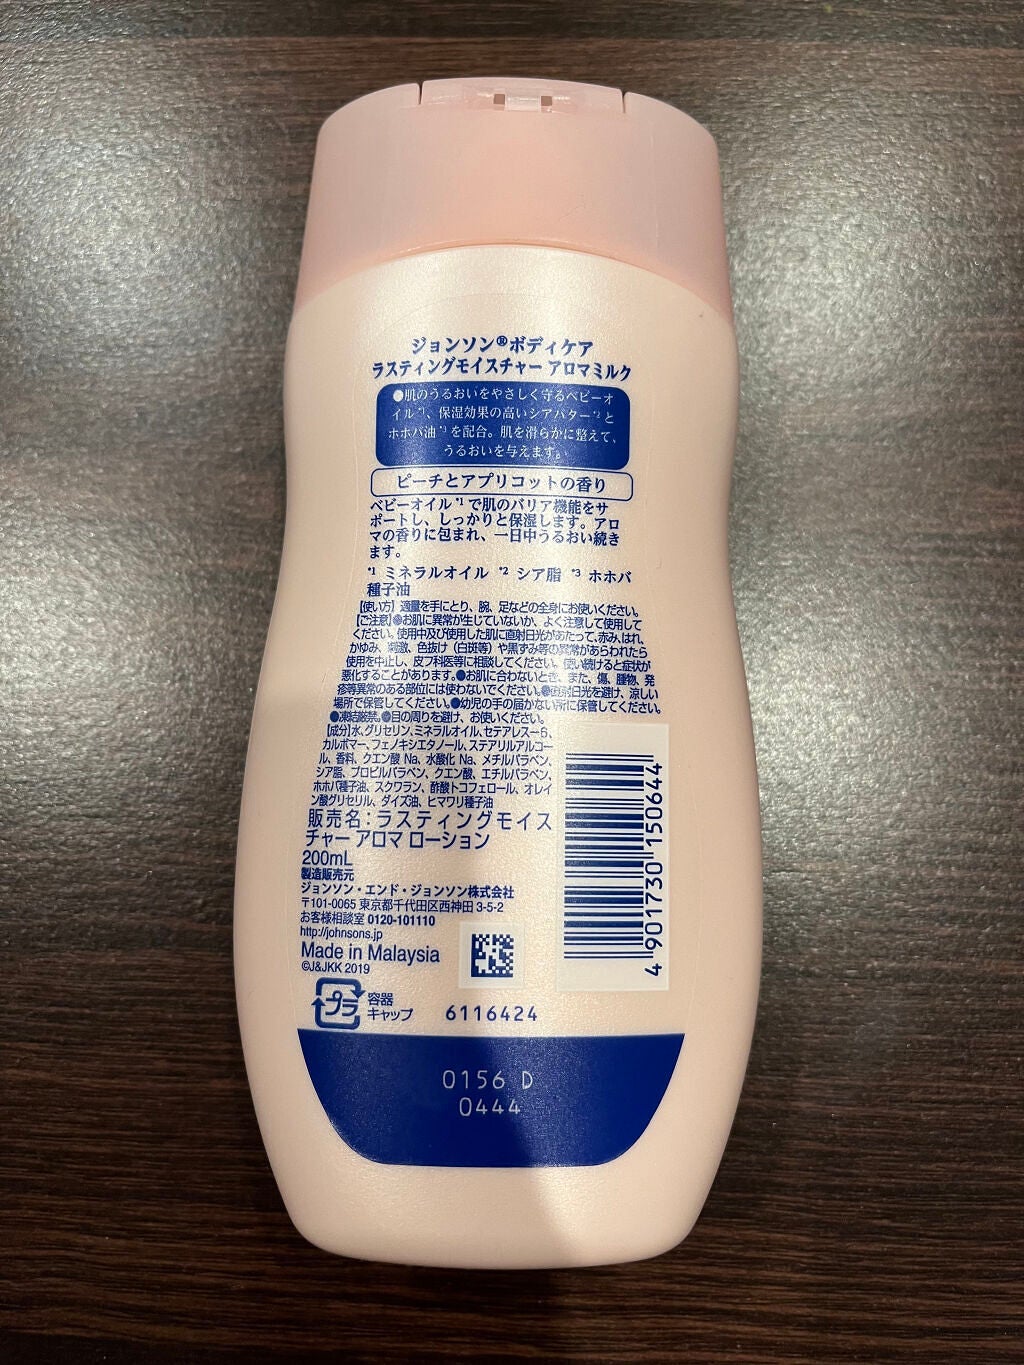 ジョンソン®ボディケア
ラスティングモイスチャー アロマミルク
●肌のうるおいをやさしく守るベビーオ
イル*1、保湿効果の高いシアバター*2と
ホホバ油*3を配合。肌を滑らかに整えて、
うるおいを与えます。
ピーチとアプリコットの香り
ベビーオイル*1で肌のバリア機能をサ
ポートし、しっかりと保湿します。アロ
マの香りに包まれ、一日中うるおい続き
ます。
*1 ミネラルオイル *2 シア脂 *3 ホホバ
種子油
【使い方】適量を手にとり、腕、足などの全身にお使いください。
【ご注意】●お肌に異常が生じていないか、よく注意して使用して
ください。使用中及び使用した肌に直射日光があたって、赤み、はれ、
かゆみ、刺激、色抜け（白斑等）や黒ずみ等の異常があらわれたら
使用を中止し、皮フ科医等に相談してください。使い続けると症状が
悪化することがあります。●お肌に合わないとき、また、傷、腫物、発
疹等異常のある部位には使わないでください。●直射日光を避け、涼しい
場所で保管してください。●幼児の手の届かない所に保管してください。
●凍結厳禁。●目の周りを避け、お使いください。
【成分】水、グリセリン、ミネラルオイル、セテアレス－6、
カルボマー、フェノキシエタノール、ステアリルアルコー
ル、香料、クエン酸 Na、水酸化 Na、メチルパラベン、
シア脂、プロピルパラベン、クエン酸、エチルパラベン、
ホホバ種子油、スクワラン、酢酸トコフェロール、オレイ
ン酸グリセリル、ダイズ油、ヒマワリ種子油
販売名：ラスティングモイス
チャー アロマ ローション
200mL
製造販売元
ジョンソン・エンド・ジョンソン株式会社
〒101-0065 東京都千代田区西神田 3-5-2
お客様相談室 0120-101110
http://johnsons.jp
Made in Malaysia
©J&JKK 2019
プラ
容器
キャップ
6116424
4 901730 150644
0156 D
0444